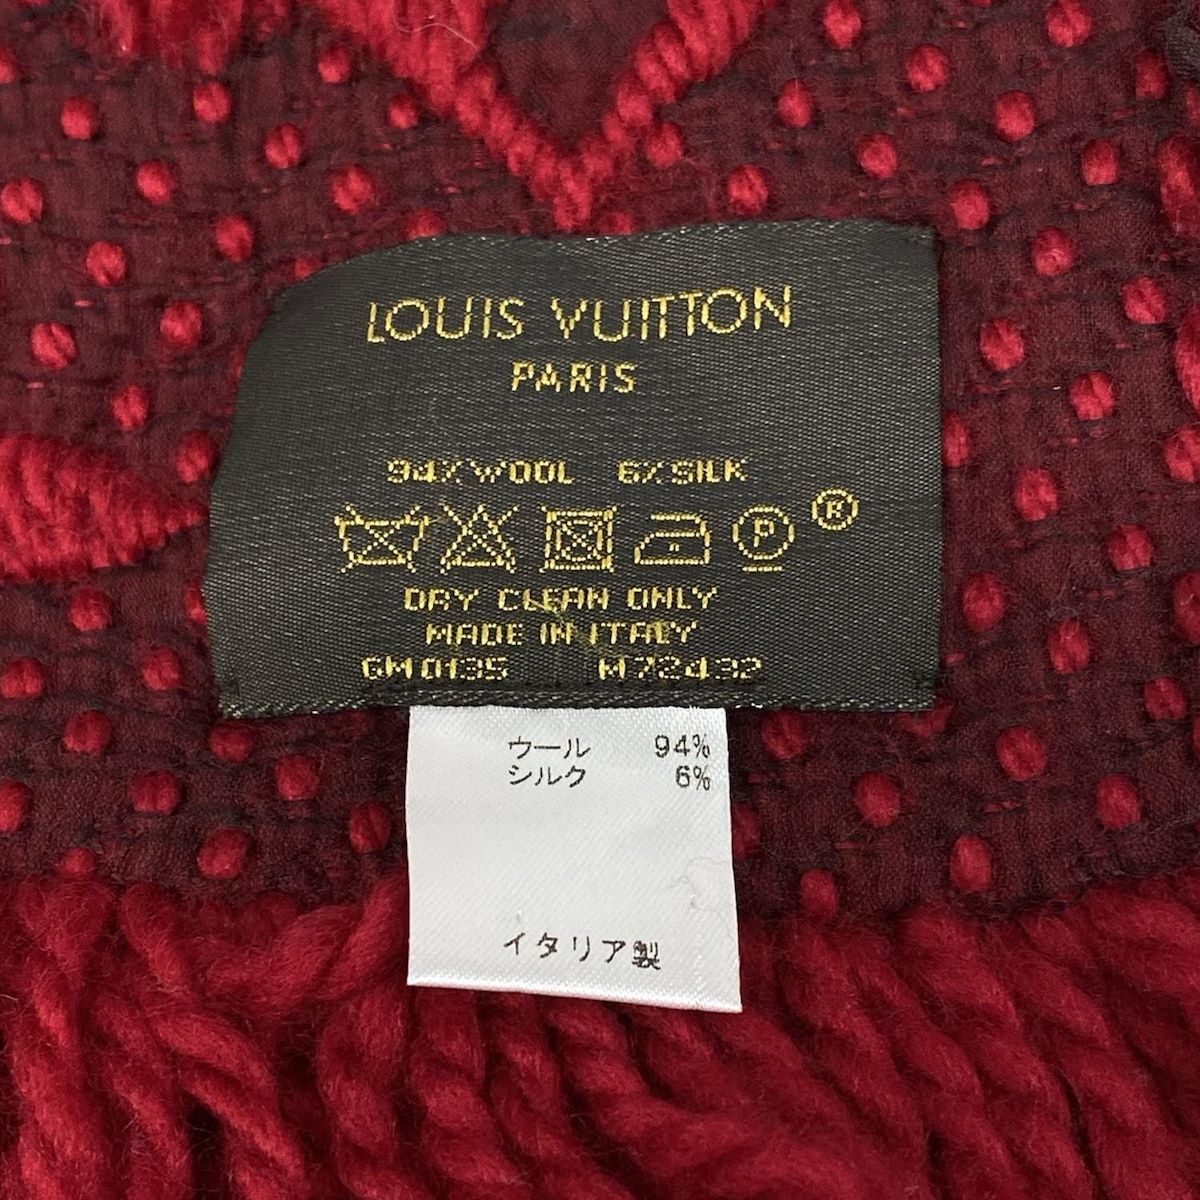 LOUIS VUITTON
PARIS
94% WOOL 6% SILK
P ®
DRY CLEAN ONLY
MADE IN ITALY
GM0135 M72432
ウール 94%
シルク 6%
イタリア製